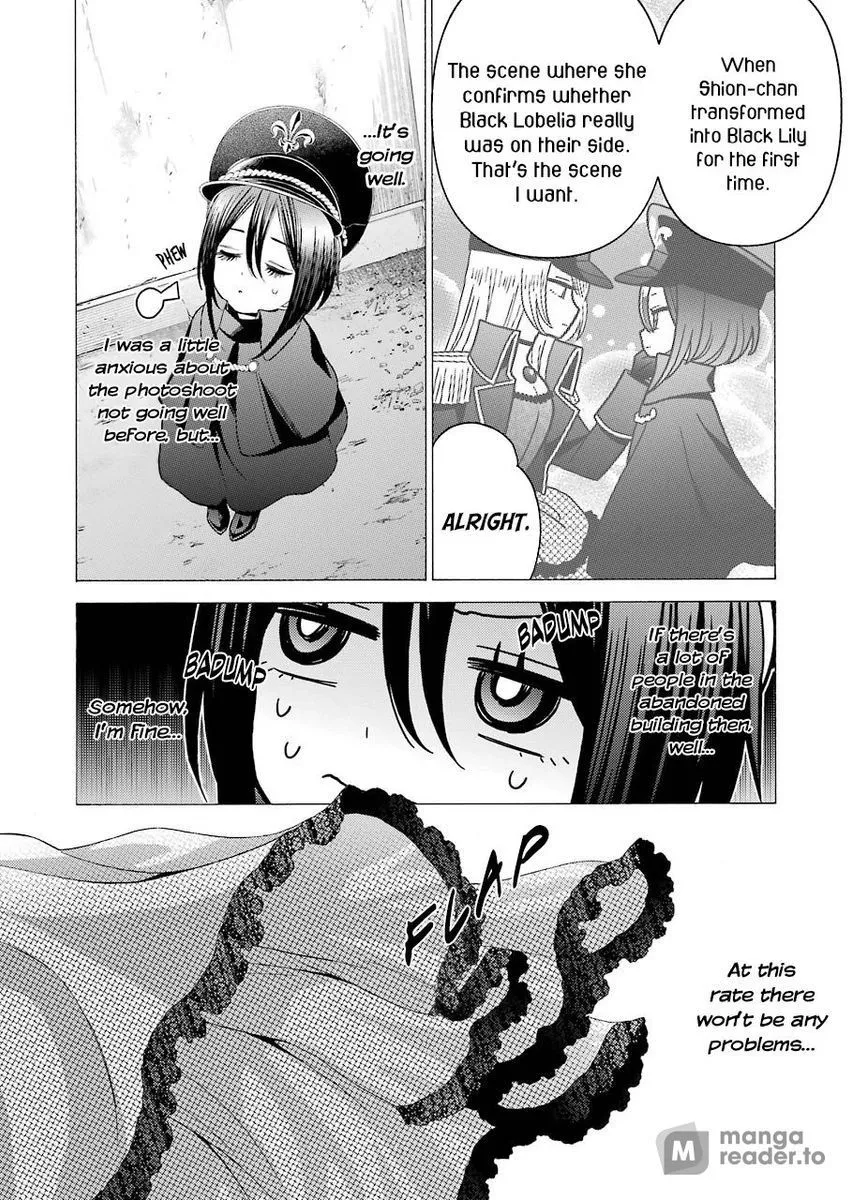 When
Shion-chan
transformed
into Black Lily
for the first
time.
The scene where she
confirms whether
Black Lobelia really
was on their side.
That's the scene
I want.
ALRIGHT.
...It's
going
well.
PHEW
I was a little
anxious about
the photoshoot
not going well
before, but...
If there's
a lot of
people in the
abandoned
building then,
well...
BADUMP
BADUMP
Somehow,
I'm fine...
FLAP
At this
rate there
won't be any
problems...
M manga
reader.to